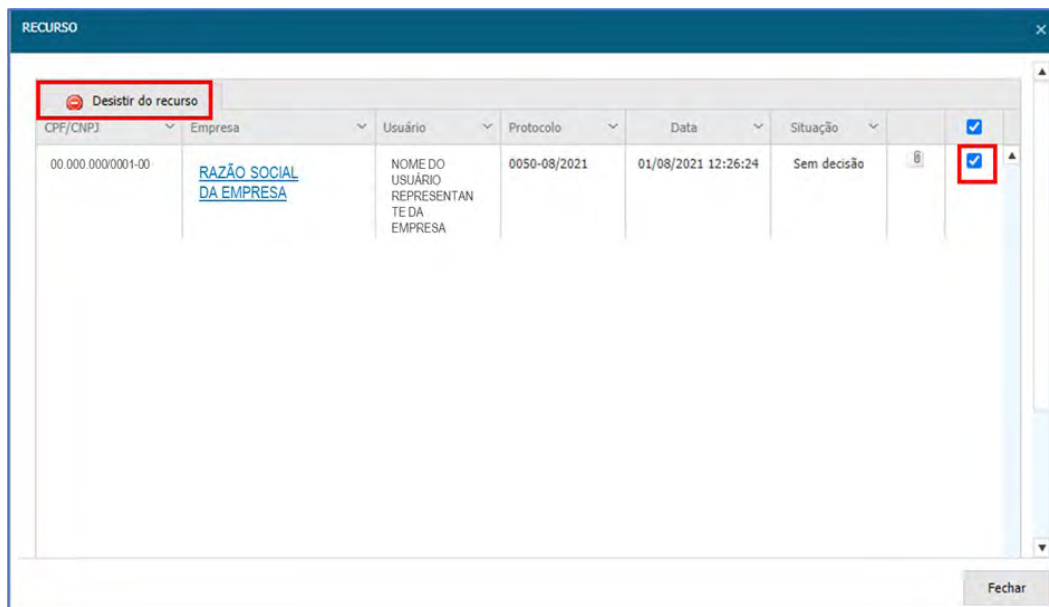 RECURSO
Desistir do recurso
CPF/CNPJ Empresa Usuário Protocolo Data Situação
00.000.000/0001-00 RAZÃO SOCIAL NOME DO 0050-08/2021 01/08/2021 12:26:24 Sem decisão
DA EMPRESA USUÁRIO
REPRESENTAN
TE DA
EMPRESA
Fechar